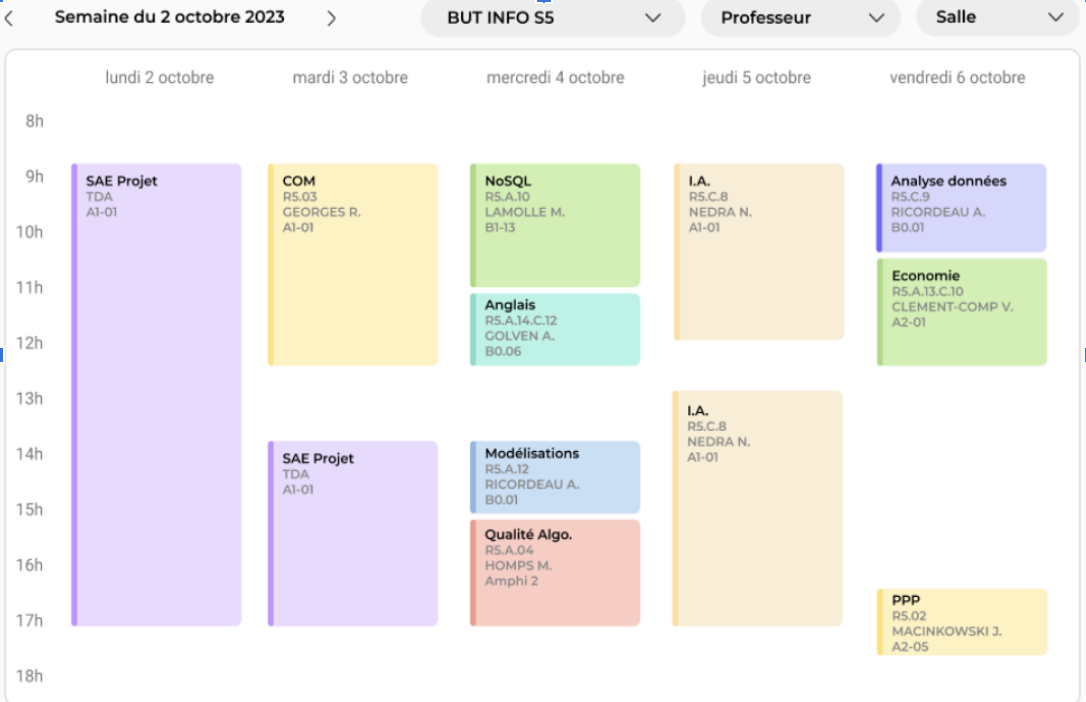 Semaine du 2 octobre 2023
BUT INFO S5
Professeur
Salle
lundi 2 octobre
mardi 3 octobre
mercredi 4 octobre
jeudi 5 octobre
vendredi 6 octobre
8h
9h
10h
11h
12h
13h
14h
15h
16h
17h
18h
SAE Projet
TDA
A1-01
COM
R5.03
GEORGES R.
A1-01
SAE Projet
TDA
A1-01
NoSQL
R5.A.10
LAMOLLE M.
B1-13
Anglais
R5.A.14.C.12
GOLVEN A.
B0.06
Modélisations
R5.A.12
RICORDEAU A.
B0.01
Qualité Algo.
R5.A.04
HOMPS M.
Amphi 2
I.A.
R5.C.8
NEDRA N.
A1-01
I.A.
R5.C.8
NEDRA N.
A1-01
Analyse données
R5.C.9
RICORDEAU A.
B0.01
Economie
R5.A.13.C.10
CLEMENT-COMP V.
A2-01
PPP
R5.02
MACINKOWSKI J.
A2-05